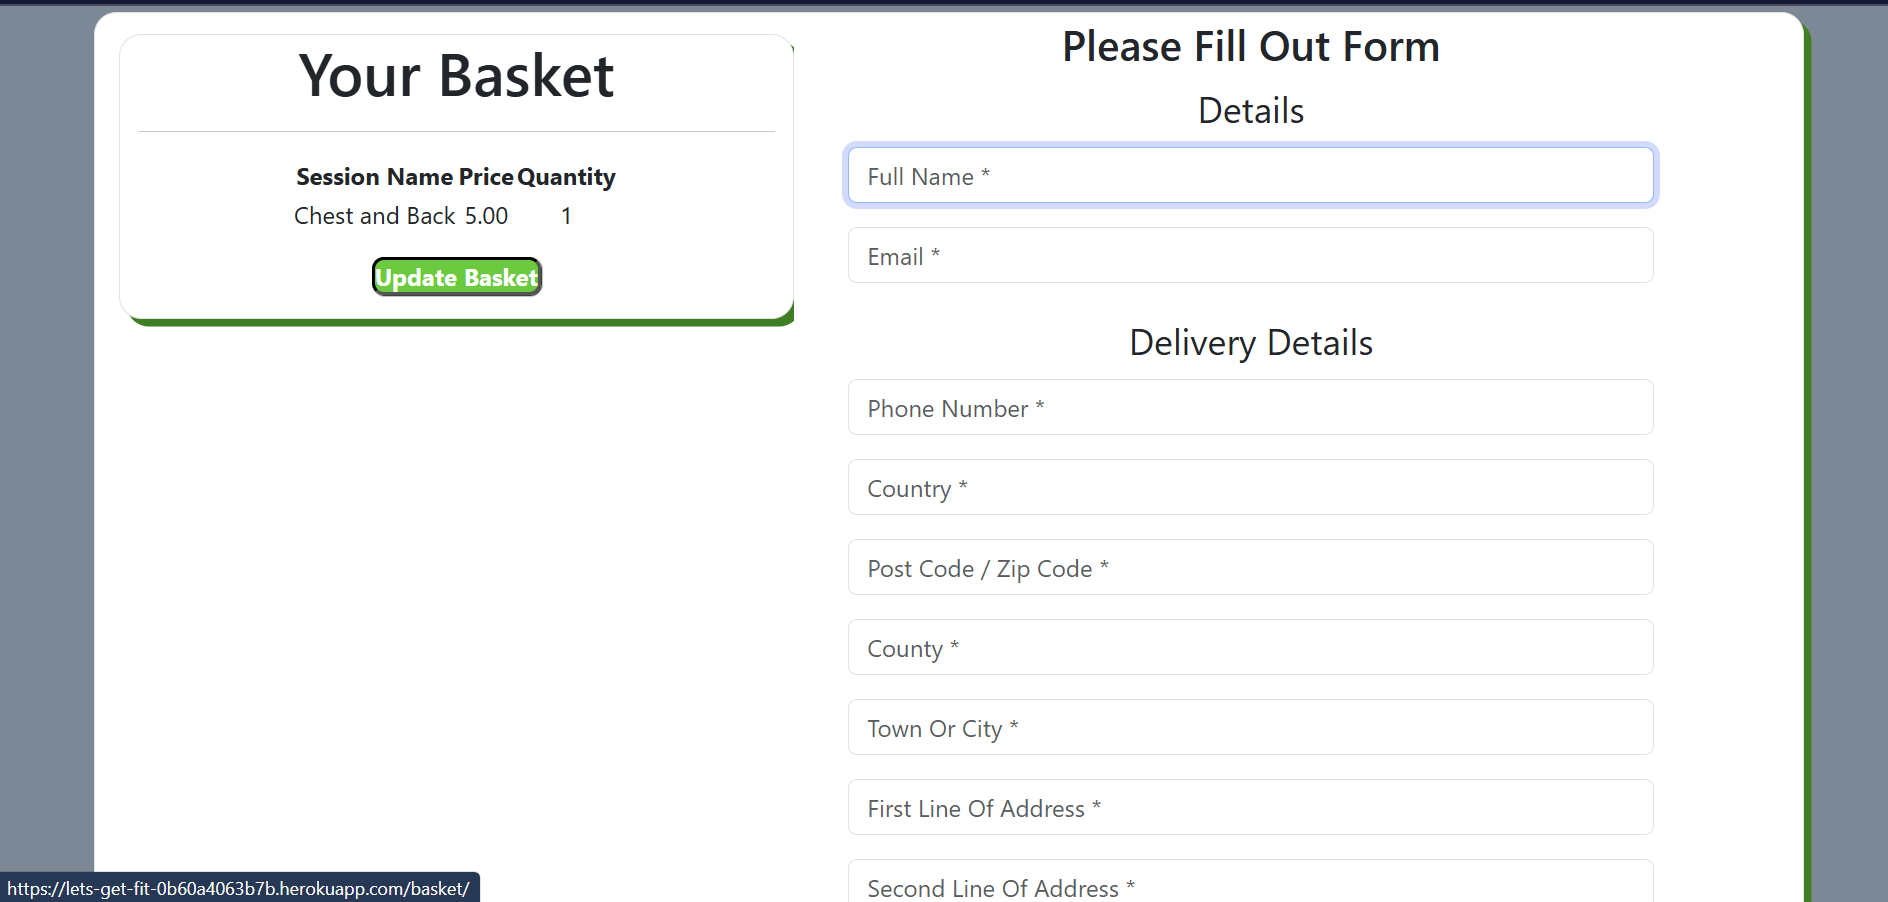 Your Basket
Session Name Price Quantity
Chest and Back 5.00 1
Update Basket
Please Fill Out Form
Details
Full Name *
Email *
Delivery Details
Phone Number *
Country *
Post Code / Zip Code *
County *
Town Or City *
First Line Of Address *
Second Line Of Address *
https://lets-get-fit-0b60a4063b7b.herokuapp.com/basket/